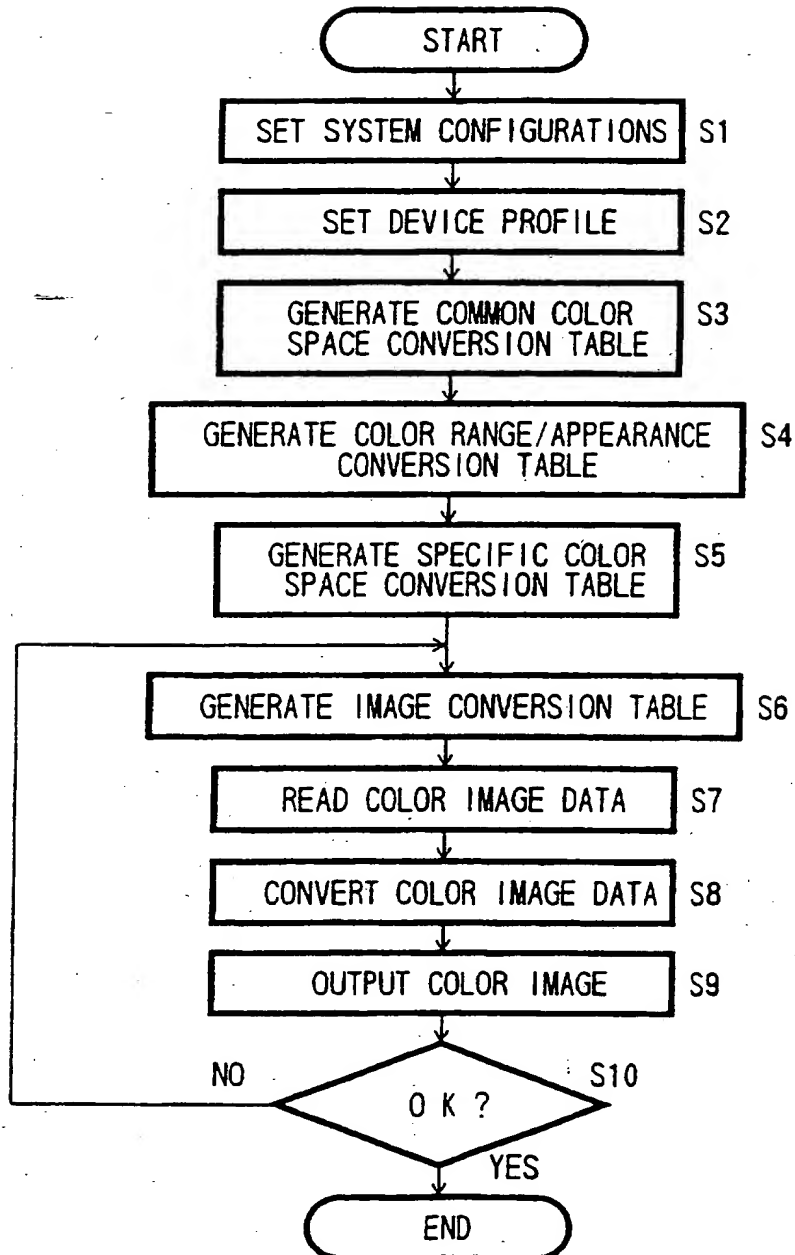 START
SET SYSTEM CONFIGURATIONS S1
SET DEVICE PROFILE S2
GENERATE COMMON COLOR S3
SPACE CONVERSION TABLE
GENERATE COLOR RANGE/APPEARANCE S4
CONVERSION TABLE
GENERATE SPECIFIC COLOR S5
SPACE CONVERSION TABLE
GENERATE IMAGE CONVERSION TABLE S6
READ COLOR IMAGE DATA S7
CONVERT COLOR IMAGE DATA S8
OUTPUT COLOR IMAGE S9
NO S10
O K ?
YES
END